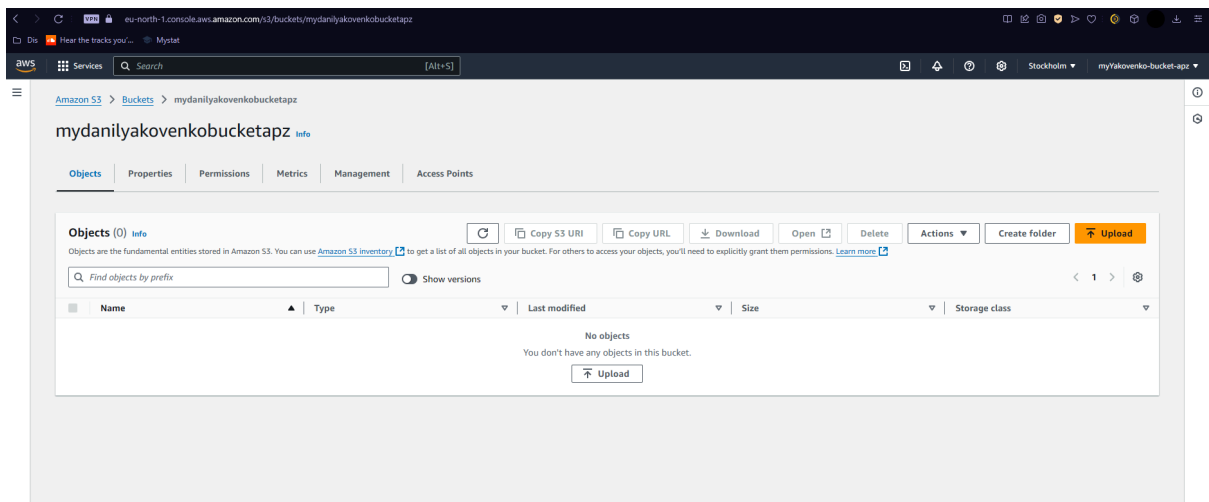 VPN eu-north-1.console.aws.amazon.com/s3/buckets/mydanilyakovenkobucketapz
Dis Hear the tracks you'... Mystat
aws Services Search [Alt+S] Stockholm ▼ myYakovenko-bucket-apz ▼
Amazon S3 > Buckets > mydanilyakovenkobucketapz
mydanilyakovenkobucketapz Info
Objects Properties Permissions Metrics Management Access Points
Objects (0) Info Copy S3 URI Copy URL Download Open Delete Actions ▼ Create folder Upload
Objects are the fundamental entities stored in Amazon S3. You can use Amazon S3 inventory to get a list of all objects in your bucket. For others to access your objects, you'll need to explicitly grant them permissions. Learn more
Find objects by prefix Show versions < 1 >
Name Type Last modified Size Storage class
No objects
You don't have any objects in this bucket.
Upload